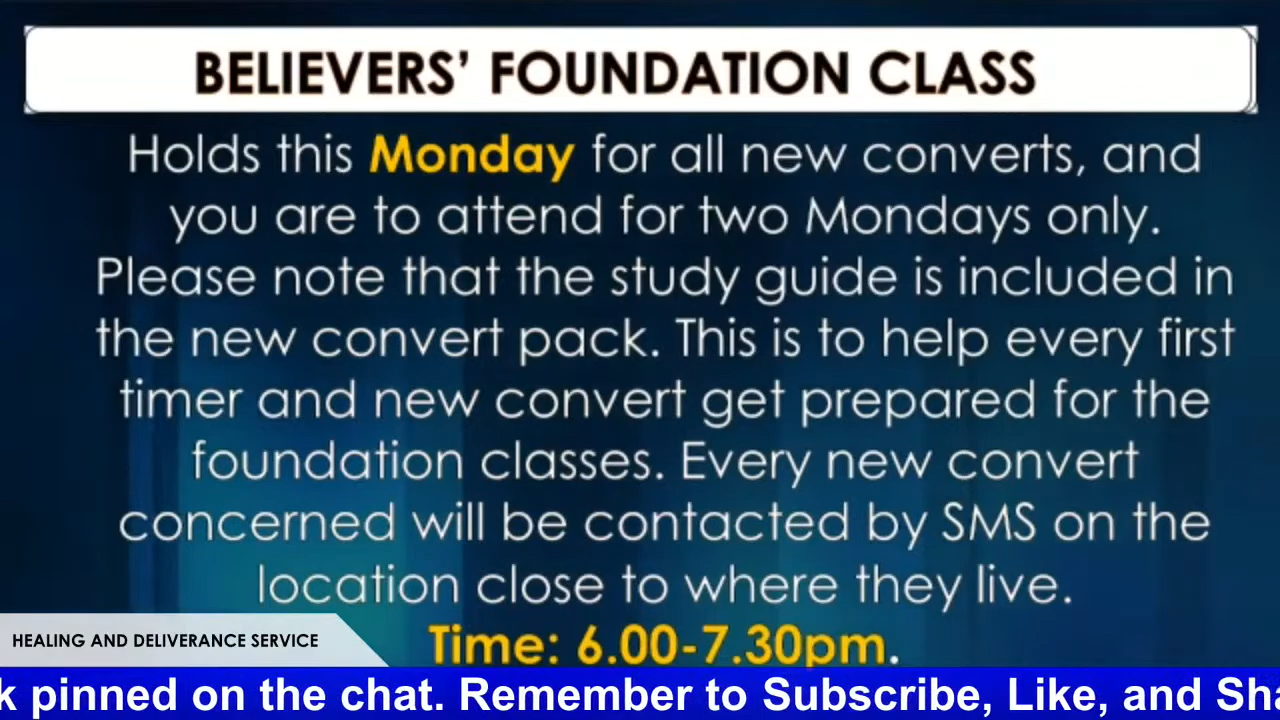 BELIEVERS’ FOUNDATION CLASS
Holds this Monday for all new converts, and
you are to attend for two Mondays only.
Please note that the study guide is included in
the new convert pack. This is to help every first
timer and new convert get prepared for the
foundation classes. Every new convert
concerned will be contacted by SMS on the
location close to where they live.
Time: 6.00-7.30pm.
HEALING AND DELIVERANCE SERVICE
pinned on the chat. Remember to Subscribe, Like, and